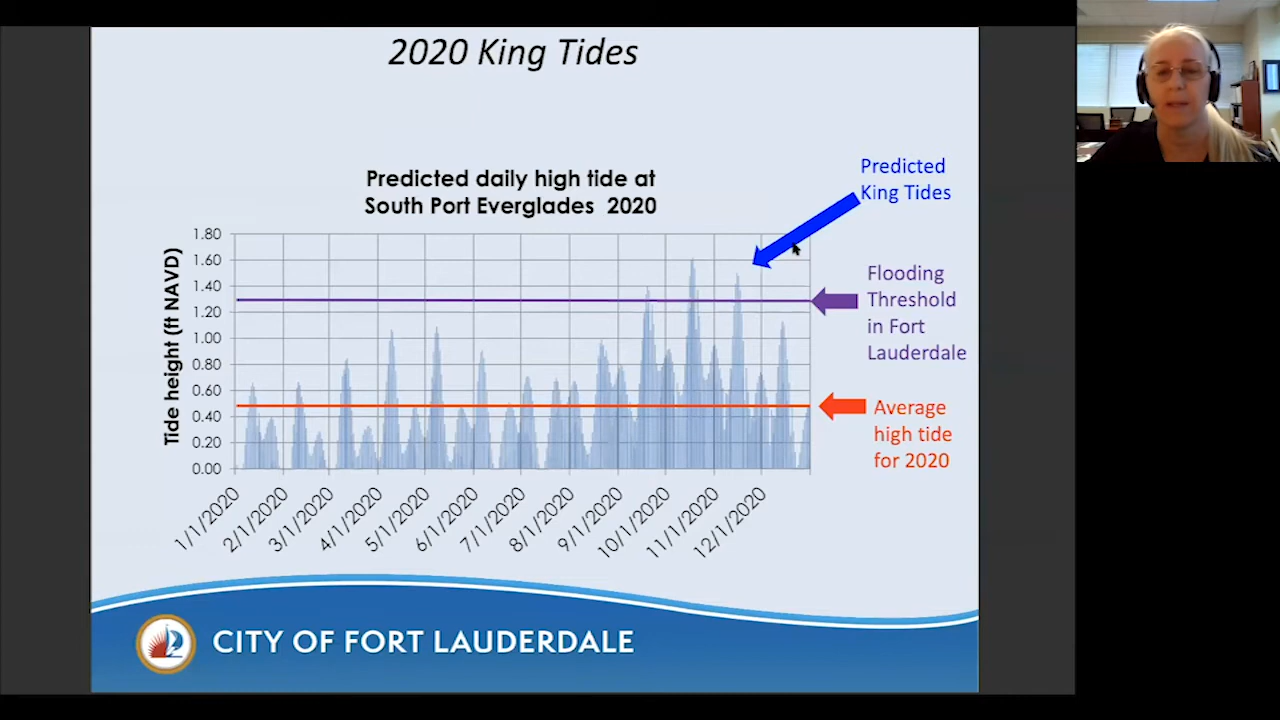 2020 King Tides
Predicted daily high tide at
South Port Everglades 2020
Predicted
King Tides
Flooding
Threshold
in Fort
Lauderdale
Average
high tide
for 2020
Tide height (ft NAVD)
1.80
1.60
1.40
1.20
1.00
0.80
0.60
0.40
0.20
0.00
1/1/2020
2/1/2020
3/1/2020
4/1/2020
5/1/2020
6/1/2020
7/1/2020
8/1/2020
9/1/2020
10/1/2020
11/1/2020
12/1/2020
CITY OF FORT LAUDERDALE